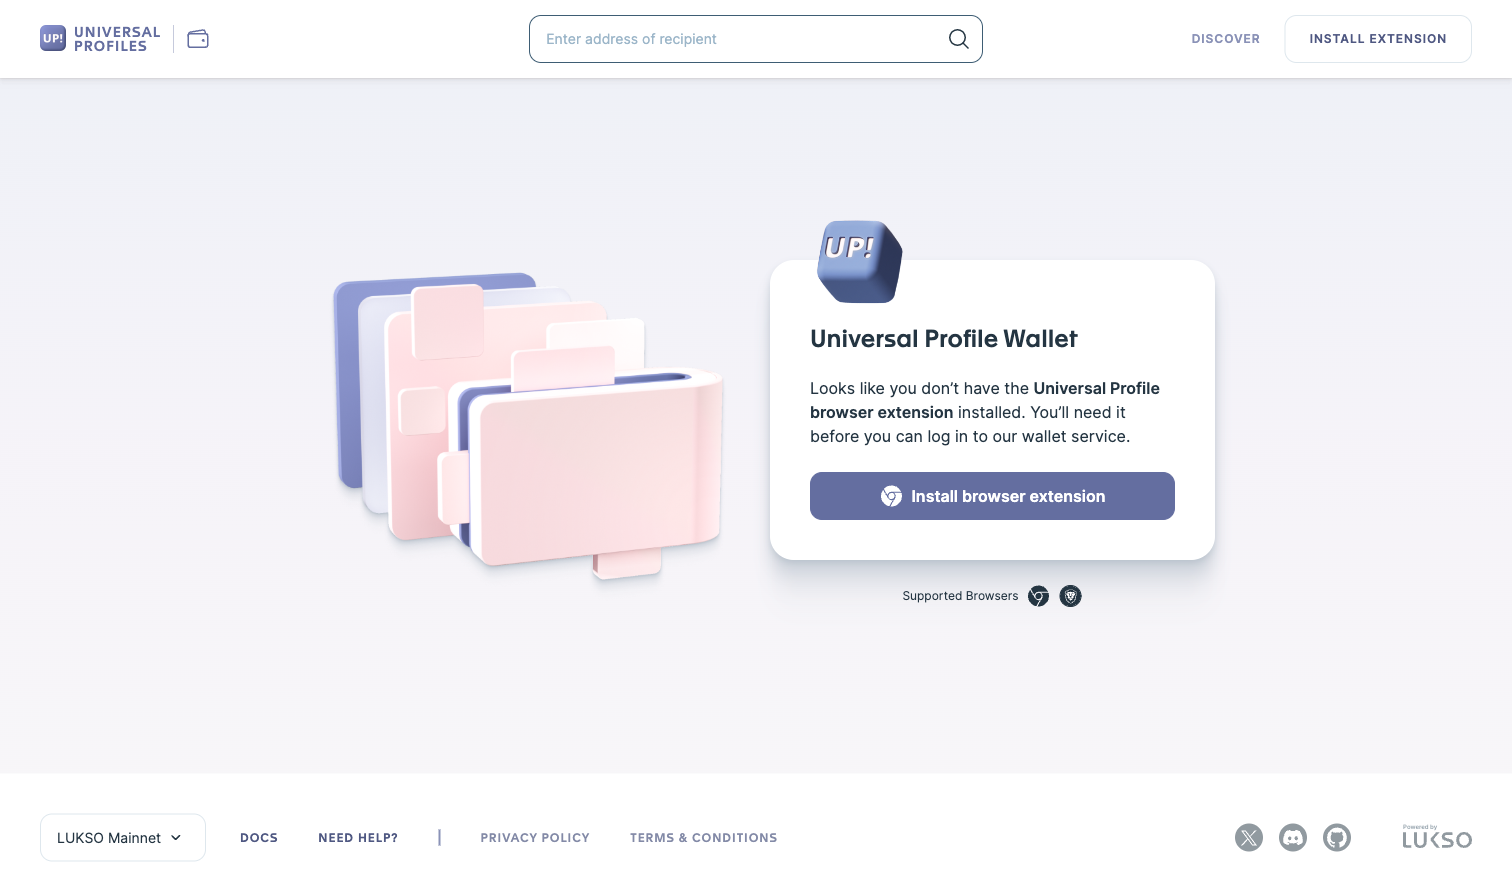 UP!
UNIVERSAL
PROFILES
Enter address of recipient
DISCOVER
INSTALL EXTENSION
UP!
Universal Profile Wallet
Looks like you don’t have the Universal Profile
browser extension installed. You’ll need it
before you can log in to our wallet service.
Install browser extension
Supported Browsers
LUKSO Mainnet
DOCS
NEED HELP?
PRIVACY POLICY
TERMS & CONDITIONS
Powered by
LUKSO